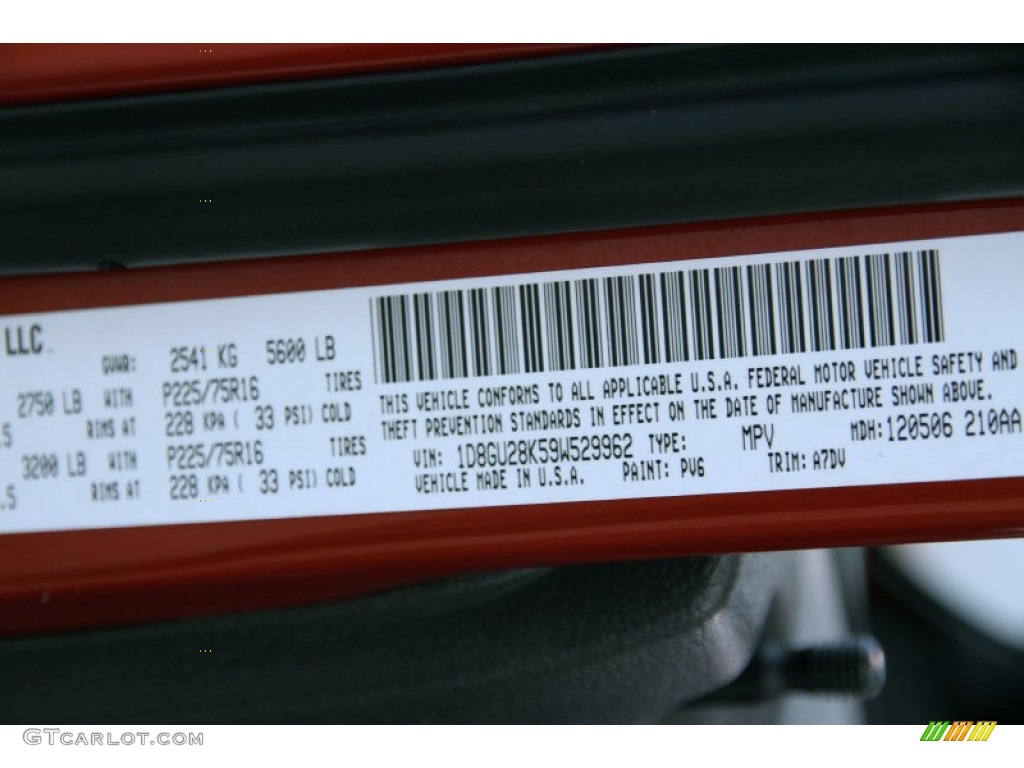 LLC.
GVWR: 2541 KG 5600 LB
2750 LB WITH P225/75R16 TIRES
.5 RIMS AT 228 KPA ( 33 PSI) COLD
3200 LB WITH P225/75R16 TIRES
.5 RIMS AT 228 KPA ( 33 PSI) COLD
THIS VEHICLE CONFORMS TO ALL APPLICABLE U.S.A. FEDERAL MOTOR VEHICLE SAFETY AND
THEFT PREVENTION STANDARDS IN EFFECT ON THE DATE OF MANUFACTURE SHOWN ABOVE.
VIN: 1D8GU28K59W529962 TYPE: MPV MDH: 120506 210AA
VEHICLE MADE IN U.S.A. PAINT: PV6 TRIM: A7DV
GTCARLOT.COM